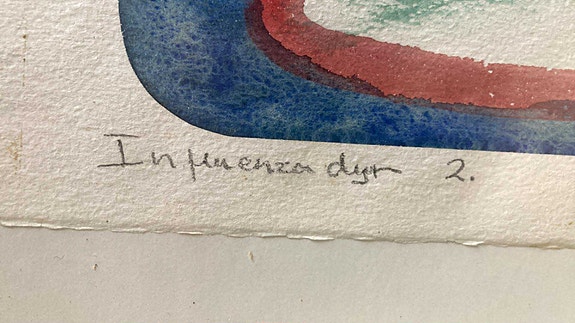 Influenza dyr 2.